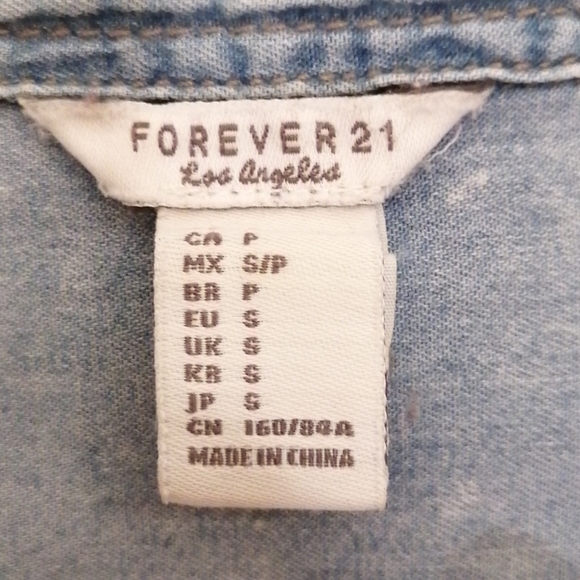 FOREVER 21
Los Angeles
CA P
MX S/P
BR P
EU S
UK S
KR S
JP S
CN 160/84A
MADE IN CHINA